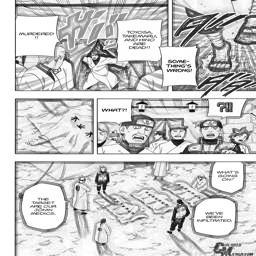 MURDERED
!!
TOYOSA,
TAKEMARU,
AND HINO ARE
DEAD!!
SOME-
THING'S
WRONG!
WHAT?!
?!!
WHAT'S
GOING
ON?
THE
TARGET
ARE OUR
JONIN
MEDICS.
WE'VE
BEEN
INFILTRATED.